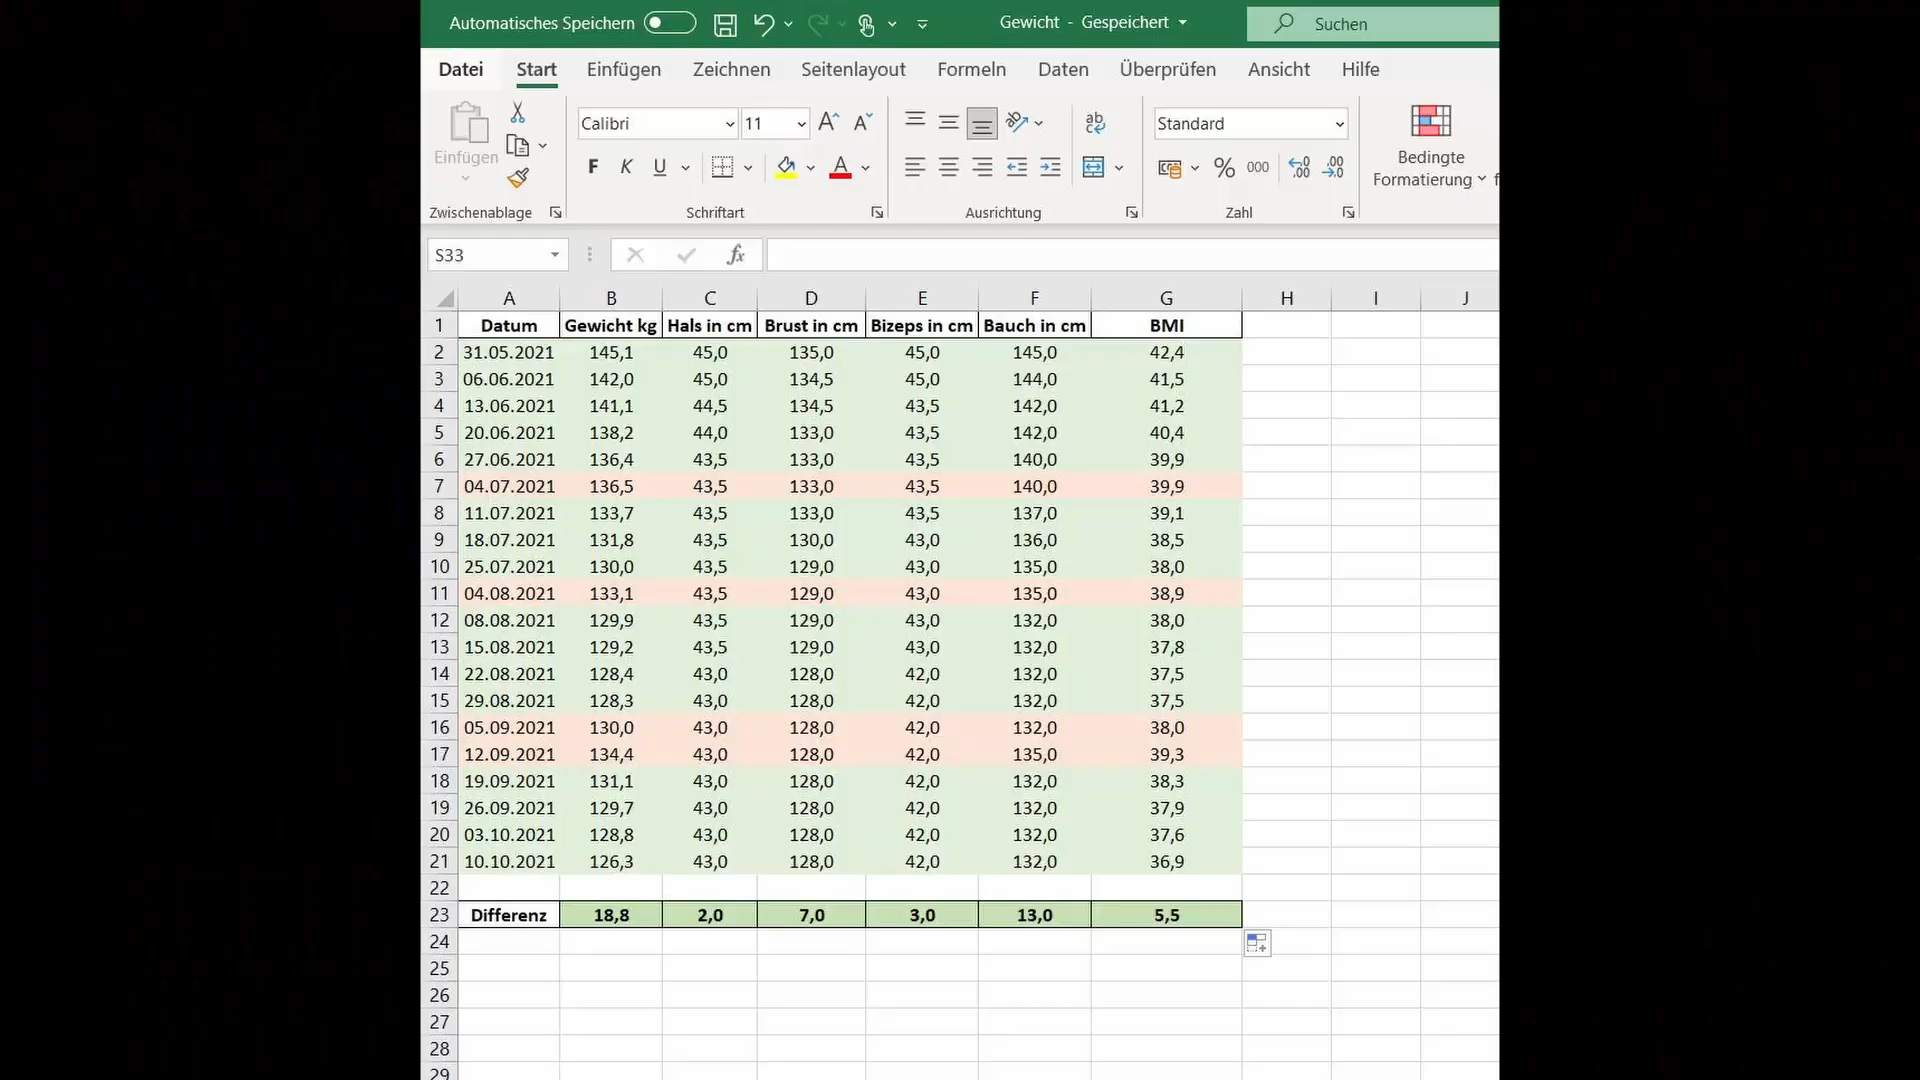 Automatisches Speichern Gewicht - Gespeichert Suchen
Datei Start Einfügen Zeichnen Seitenlayout Formeln Daten Überprüfen Ansicht Hilfe
Einfügen Calibri 11 A A ab c Standard
F K U A % 000 ,00 ,00 Bedingte Formatierung f
Zwischenablage Schriftart Ausrichtung Zahl
S33 fx
A B C D E F G H I J
1 Datum Gewicht kg Hals in cm Brust in cm Bizeps in cm Bauch in cm BMI
2 31.05.2021 145,1 45,0 135,0 45,0 145,0 42,4
3 06.06.2021 142,0 45,0 134,5 45,0 144,0 41,5
4 13.06.2021 141,1 44,5 134,5 43,5 142,0 41,2
5 20.06.2021 138,2 44,0 133,0 43,5 142,0 40,4
6 27.06.2021 136,4 43,5 133,0 43,5 140,0 39,9
7 04.07.2021 136,5 43,5 133,0 43,5 140,0 39,9
8 11.07.2021 133,7 43,5 133,0 43,5 137,0 39,1
9 18.07.2021 131,8 43,5 130,0 43,0 136,0 38,5
10 25.07.2021 130,0 43,5 129,0 43,0 135,0 38,0
11 04.08.2021 133,1 43,5 129,0 43,0 135,0 38,9
12 08.08.2021 129,9 43,5 129,0 43,0 132,0 38,0
13 15.08.2021 129,2 43,5 129,0 43,0 132,0 37,8
14 22.08.2021 128,4 43,0 128,0 42,0 132,0 37,5
15 29.08.2021 128,3 43,0 128,0 42,0 132,0 37,5
16 05.09.2021 130,0 43,0 128,0 42,0 132,0 38,0
17 12.09.2021 134,4 43,0 128,0 42,0 135,0 39,3
18 19.09.2021 131,1 43,0 128,0 42,0 132,0 38,3
19 26.09.2021 129,7 43,0 128,0 42,0 132,0 37,9
20 03.10.2021 128,8 43,0 128,0 42,0 132,0 37,6
21 10.10.2021 126,3 43,0 128,0 42,0 132,0 36,9
22
23 Differenz 18,8 2,0 7,0 3,0 13,0 5,5
24
25
26
27
28
29